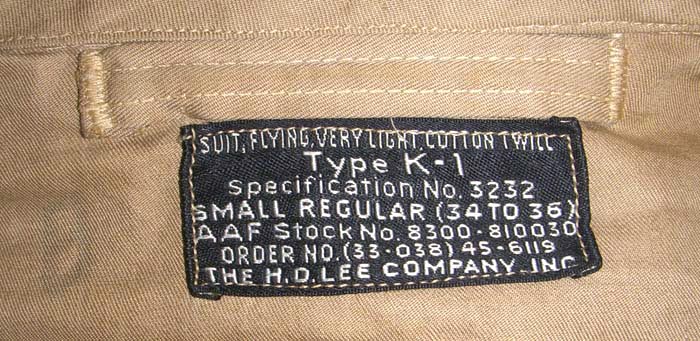 SUIT, FLYING, VERY LIGHT, COTTON TWILL
Type K-1
Specification No. 3232
SMALL REGULAR (34 TO 36)
AAF Stock No. 8300-810030
ORDER NO. (33-038) 45-6119
THE H.D. LEE COMPANY, INC.